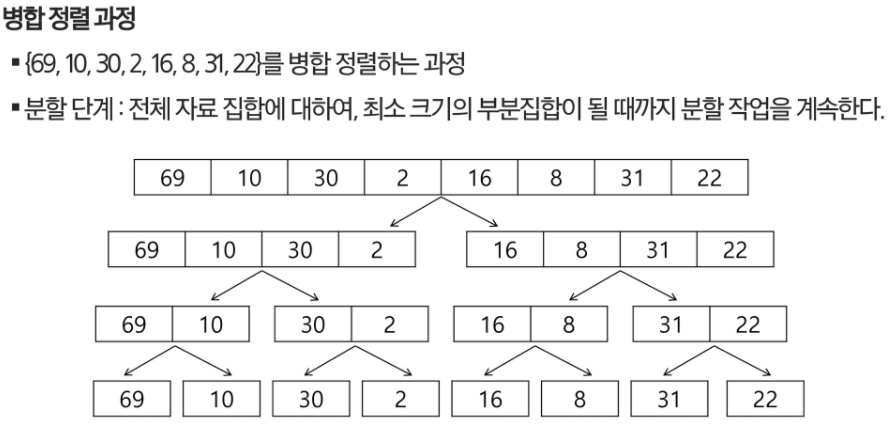 병합 정렬 과정
▪ {69, 10, 30, 2, 16, 8, 31, 22}를 병합 정렬하는 과정
▪ 분할 단계 : 전체 자료 집합에 대하여, 최소 크기의 부분집합이 될 때까지 분할 작업을 계속한다.
69 10 30 2 16 8 31 22
69 10 30 2 16 8 31 22
69 10 30 2 16 8 31 22
69 10 30 2 16 8 31 22